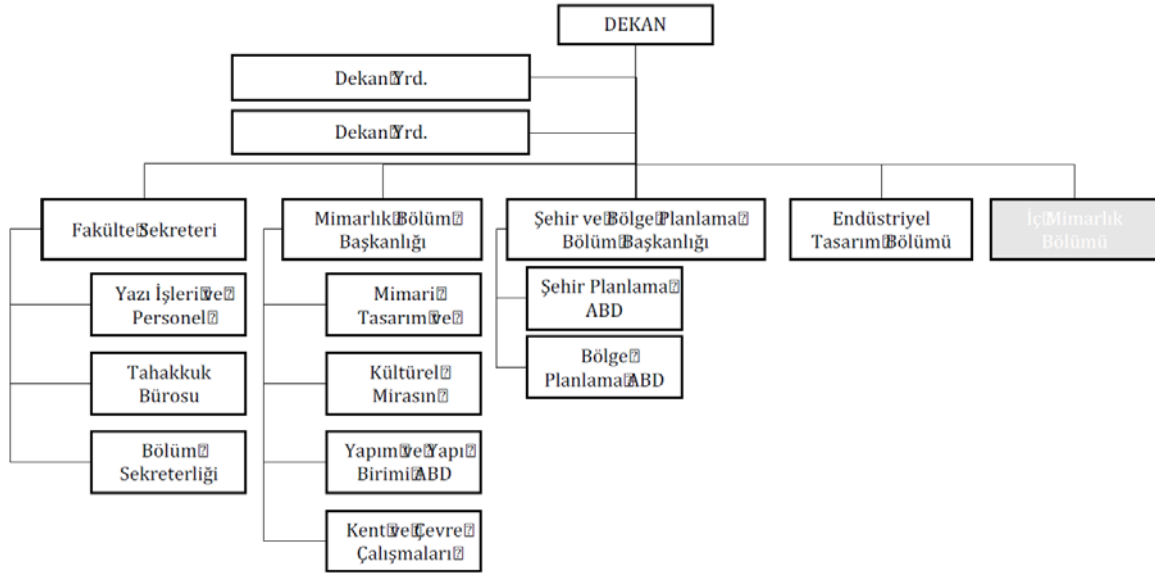 DEKAN
Dekan Yrd.
Dekan Yrd.
Fakülte Sekreteri
Yazı İşleri ve
Personel
Tahakkuk
Bürosu
Bölüm
Sekreterliği
Mimarlık Bölüm
Başkanlığı
Mimari
Tasarım ve
Kültürel
Mirasın
Yapım ve Yapı
Birimi ABD
Kent ve Çevre
Çalışmaları
Şehir ve Bölge Planlama
Bölüm Başkanlığı
Şehir Planlama
ABD
Bölge
Planlama ABD
Endüstriyel
Tasarım Bölümü
İç Mimarlık
Bölümü